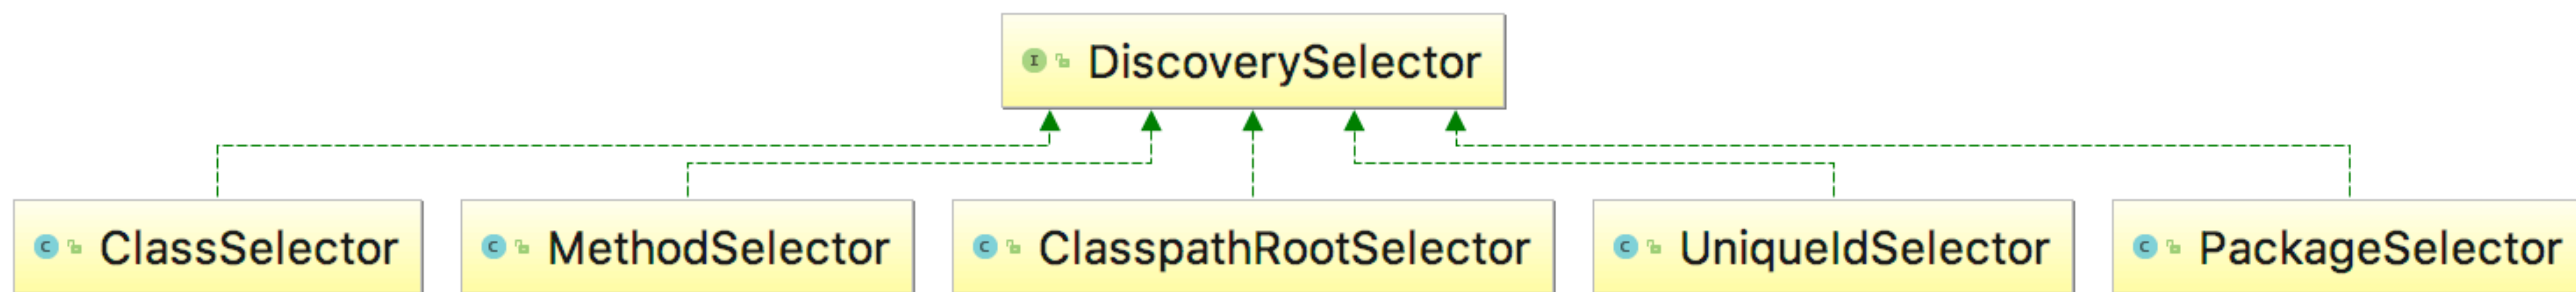 I DiscoverySelector
C ClassSelector
C MethodSelector
C ClasspathRootSelector
C UniqueIdSelector
C PackageSelector